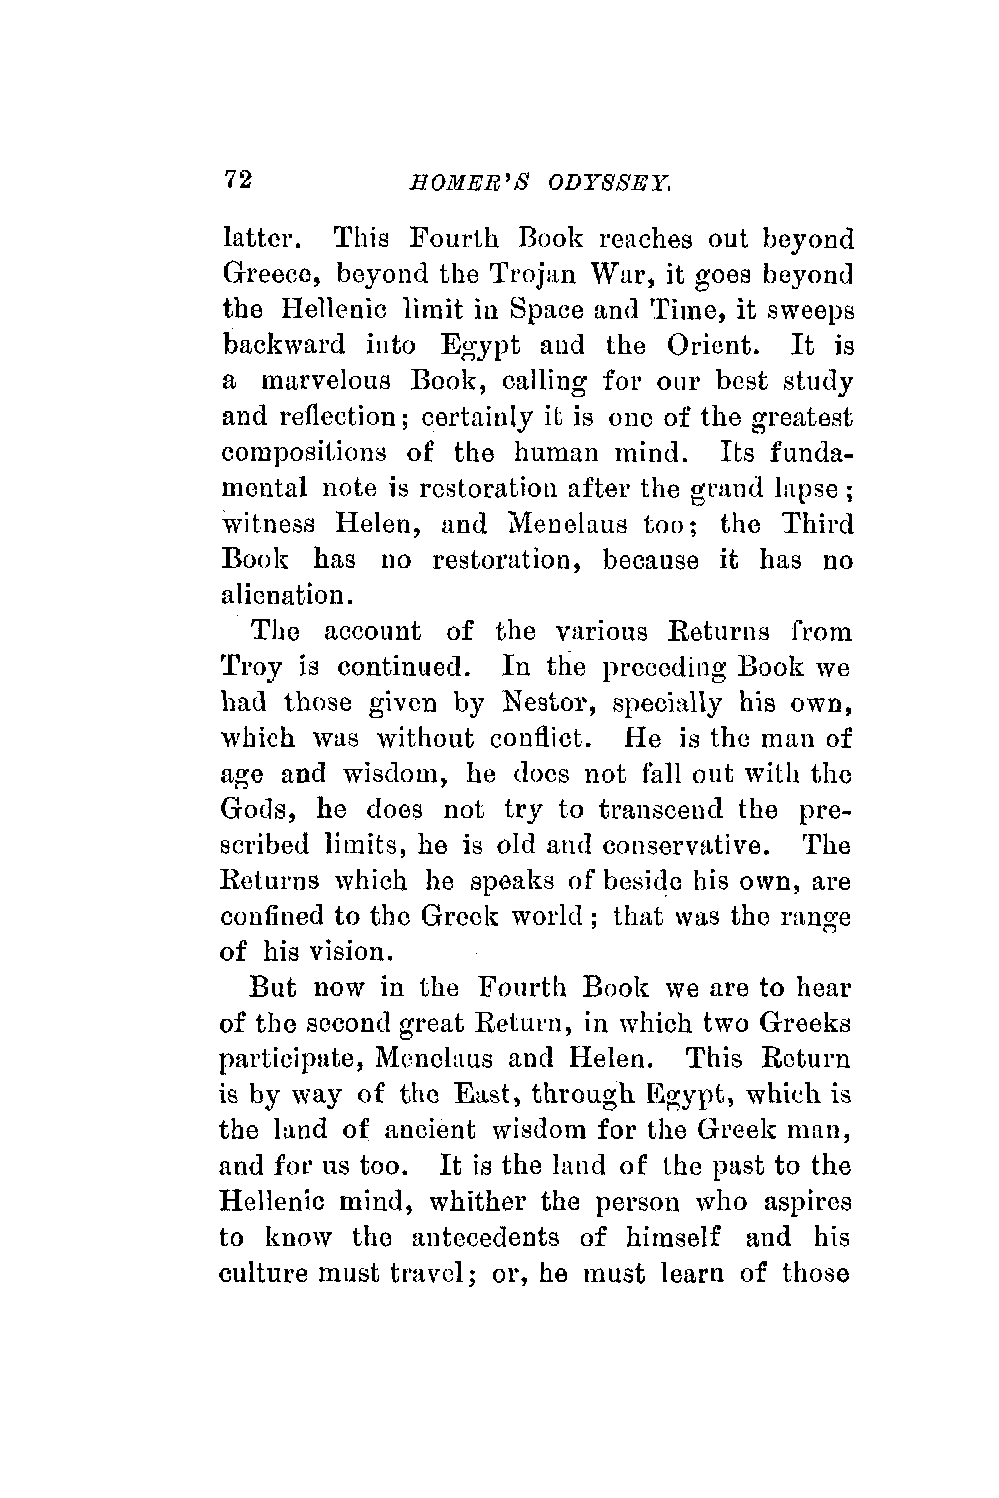 72 HOMER'S ODYSSEY.
latter. This Fourth Book reaches out beyond
Greece, beyond the Trojan War, it goes beyond
the Hellenic limit in Space and Time, it sweeps
backward into Egypt and the Orient. It is
a marvelous Book, calling for our best study
and reflection; certainly it is one of the greatest
compositions of the human mind. Its funda-
mental note is restoration after the grand lapse;
witness Helen, and Menelaus too; the Third
Book has no restoration, because it has no
alienation.
The account of the various Returns from
Troy is continued. In the preceding Book we
had those given by Nestor, specially his own,
which was without conflict. He is the man of
age and wisdom, he does not fall out with the
Gods, he does not try to transcend the pre-
scribed limits, he is old and conservative. The
Returns which he speaks of beside his own, are
confined to the Greek world; that was the range
of his vision.
But now in the Fourth Book we are to hear
of the second great Return, in which two Greeks
participate, Menelaus and Helen. This Return
is by way of the East, through Egypt, which is
the land of ancient wisdom for the Greek man,
and for us too. It is the land of the past to the
Hellenic mind, whither the person who aspires
to know the antecedents of himself and his
culture must travel; or, he must learn of those